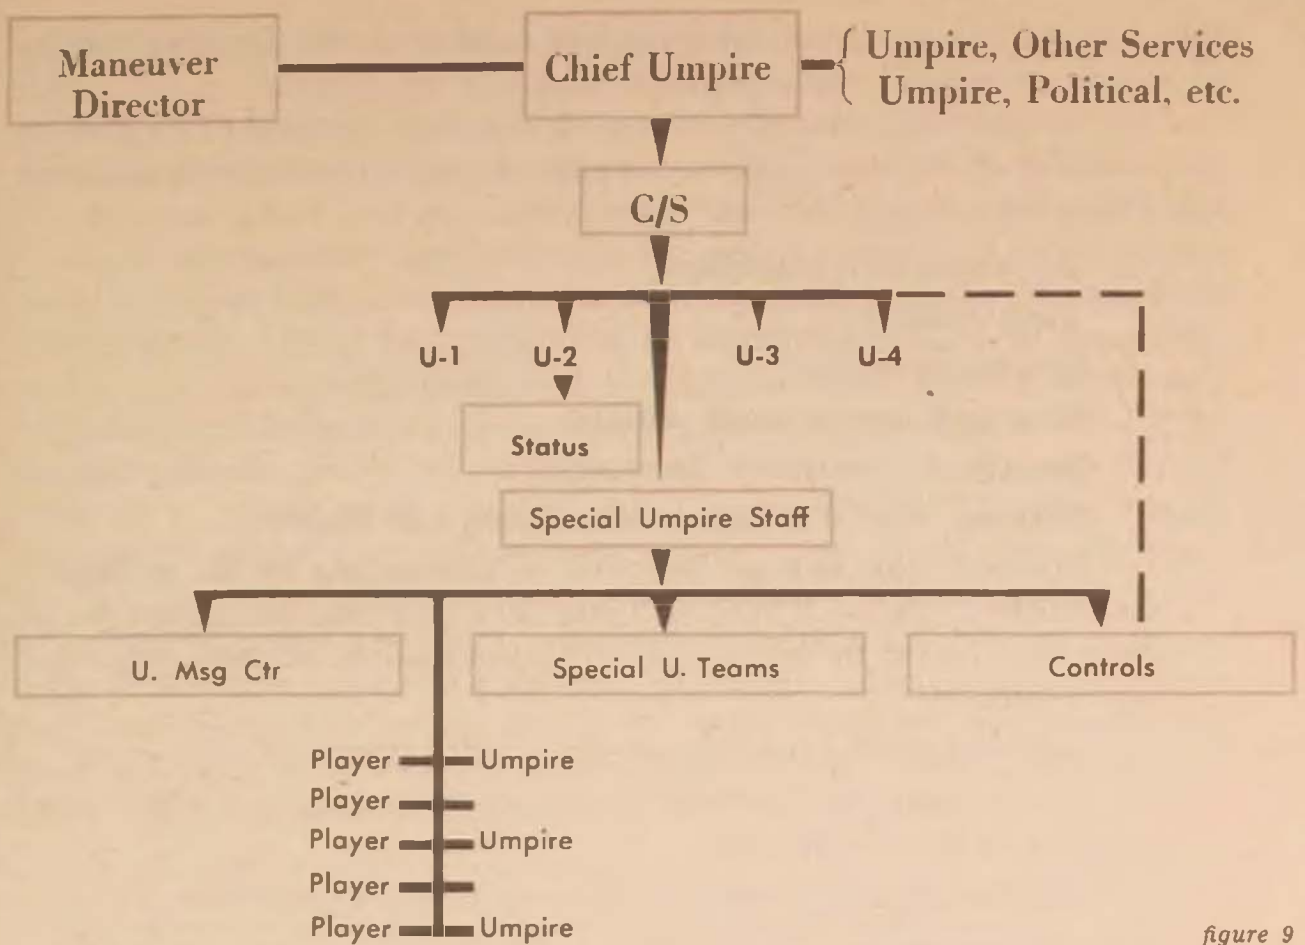 Maneuver
Director
Chief Umpire
Umpire, Other Services
Umpire, Political, etc.
C/S
U-1 U-2 U-3 U-4
Status
Special Umpire Staff
U. Msg Ctr Special U. Teams Controls
Player Umpire
Player
Player Umpire
Player
Player Umpire
figure 9